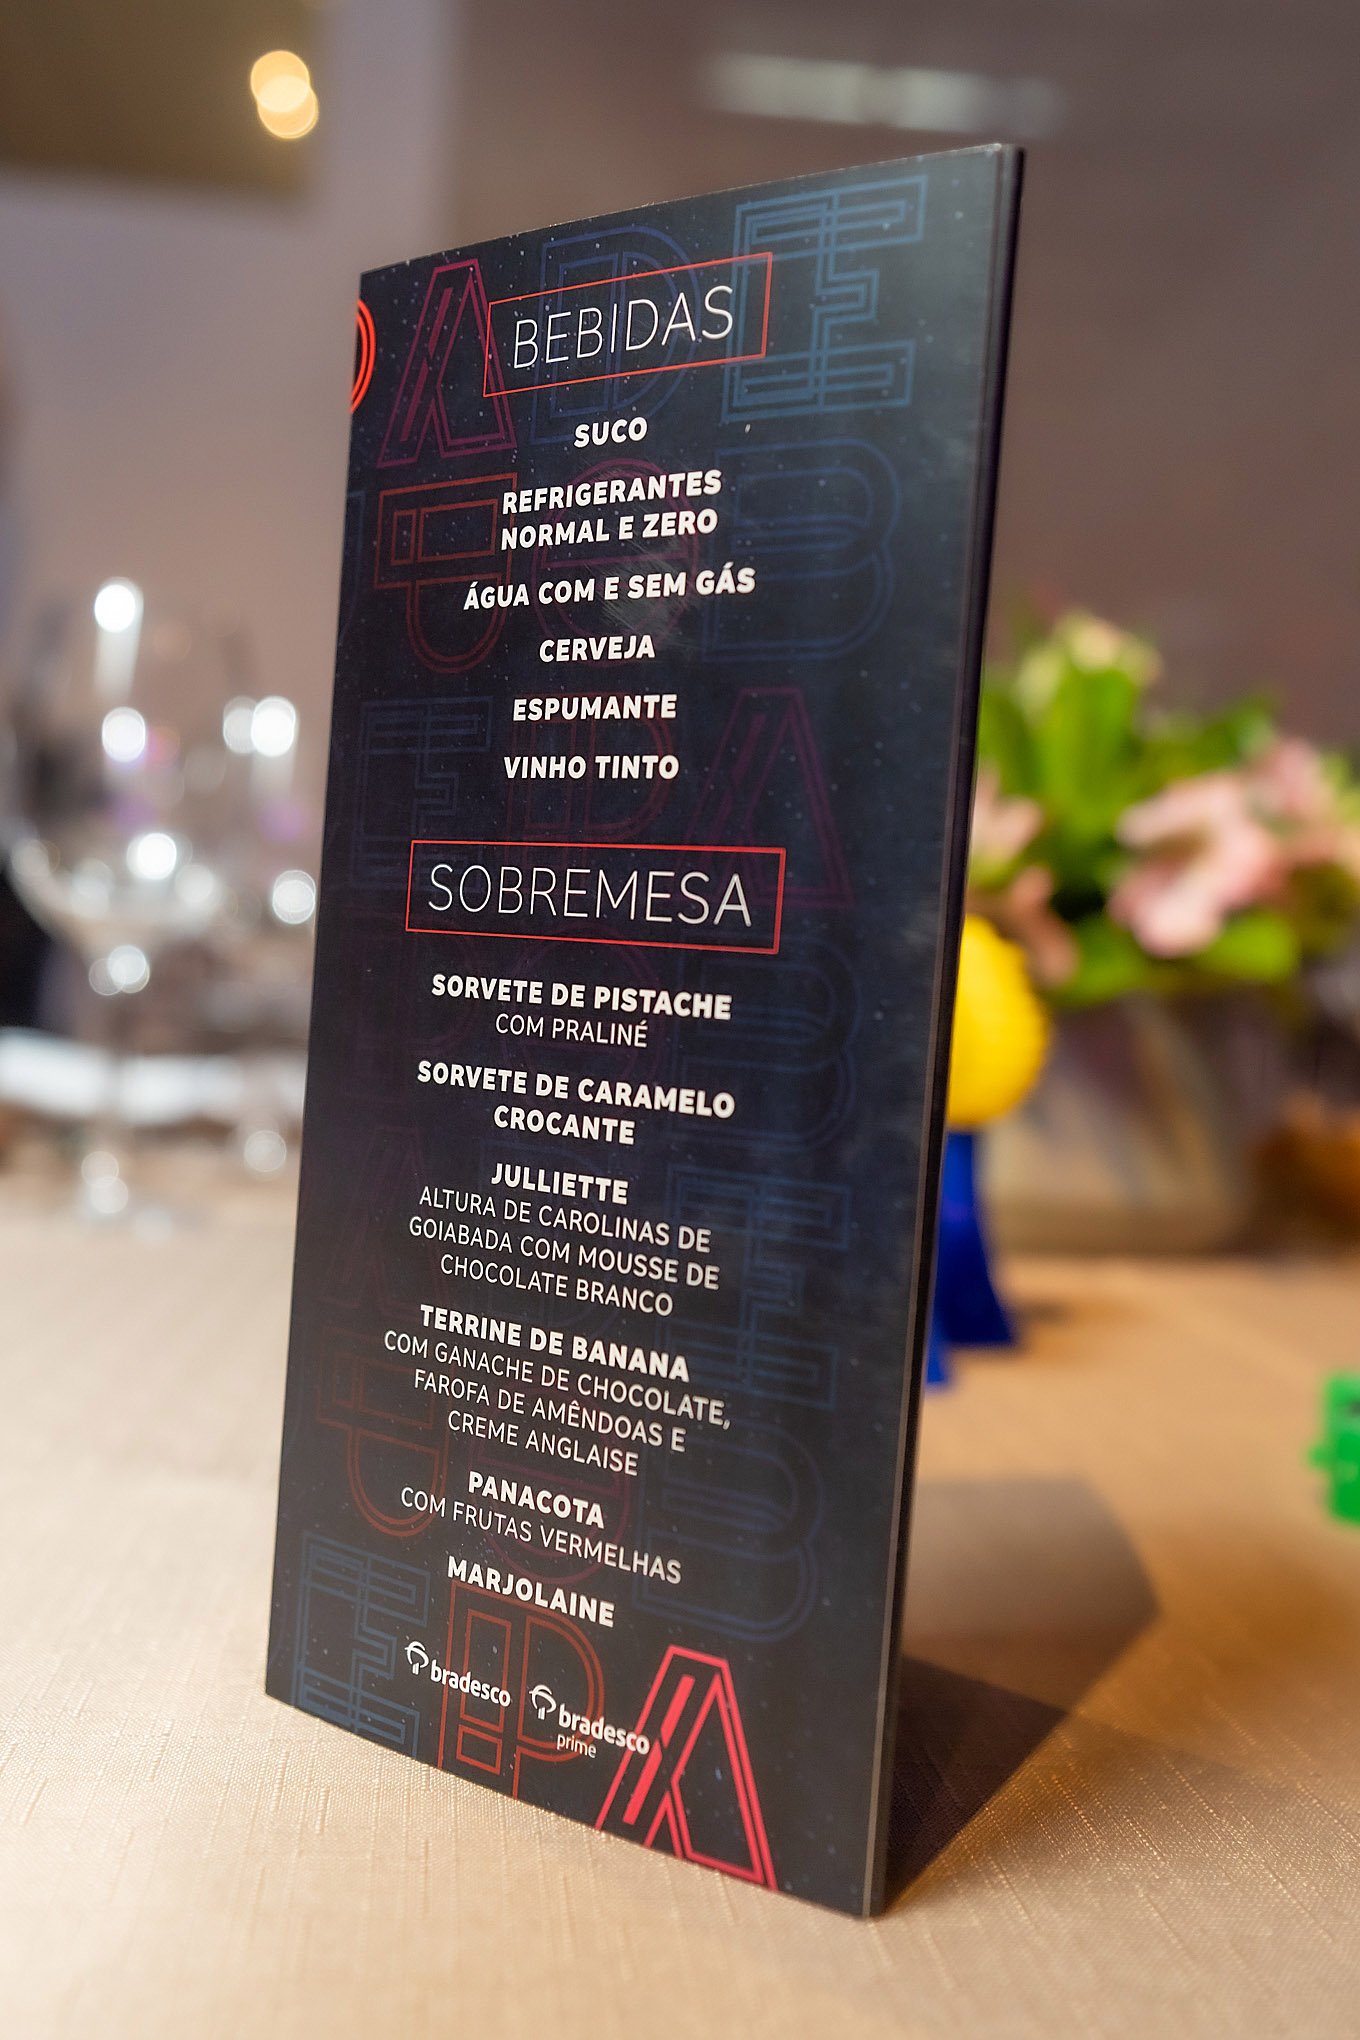 BEBIDAS
SUCO
REFRIGERANTES
NORMAL E ZERO
ÁGUA COM E SEM GÁS
CERVEJA
ESPUMANTE
VINHO TINTO
SOBREMESA
SORVETE DE PISTACHE
COM PRALINÉ
SORVETE DE CARAMELO
CROCANTE
JULLIETTE
ALTURA DE CAROLINAS DE
GOIABADA COM MOUSSE DE
CHOCOLATE BRANCO
TERRINE DE BANANA
COM GANACHE DE CHOCOLATE,
FAROFA DE AMÊNDOAS E
CREME ANGLAISE
PANACOTA
COM FRUTAS VERMELHAS
MARJOLAINE
bradesco
bradesco
prime